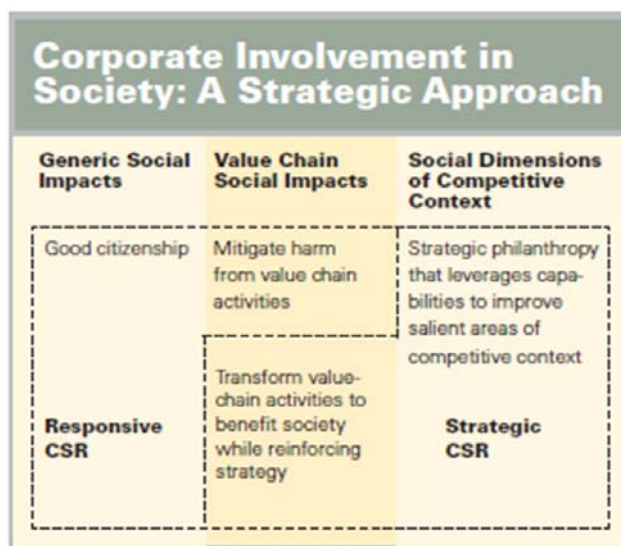 Corporate Involvement in
Society: A Strategic Approach
Generic Social
Impacts
Value Chain
Social Impacts
Social Dimensions
of Competitive
Context
Good citizenship
Mitigate harm
from value chain
activities
Strategic philanthropy
that leverages capa-
bilities to improve
salient areas of
competitive context
Transform value-
chain activities to
benefit society
while reinforcing
strategy
Responsive
CSR
Strategic
CSR